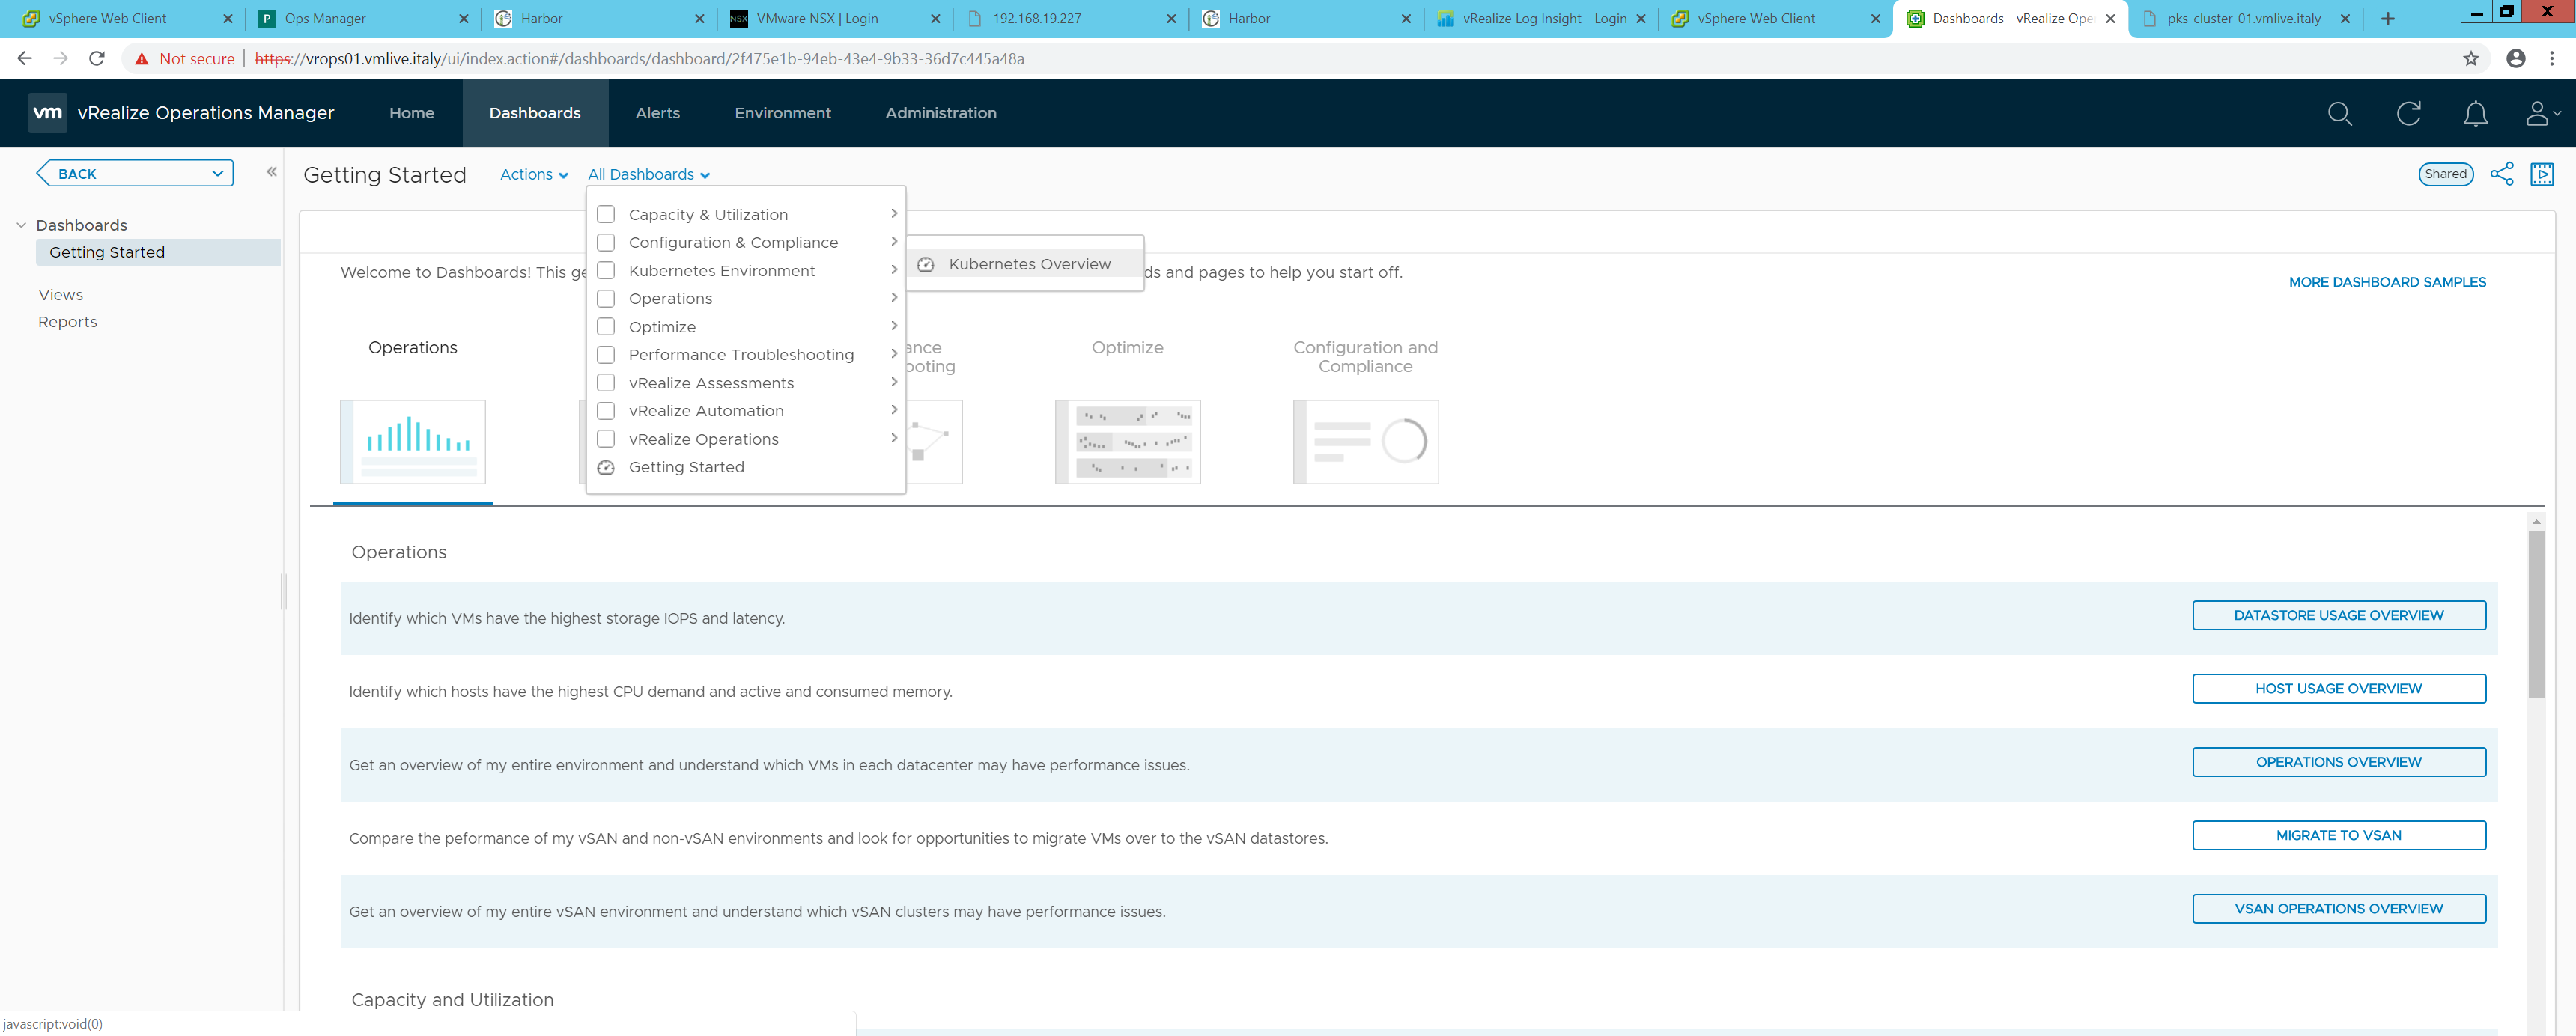 vSphere Web Client
Ops Manager
Harbor
NSX VMware NSX | Login
192.168.19.227
Harbor
vRealize Log Insight - Login
vSphere Web Client
Dashboards - vRealize Ope
pks-cluster-01.vmlive.italy
Not secure | https://vrops01.vmlive.italy/ui/index.action#/dashboards/dashboard/2f475e1b-94eb-43e4-9b33-36d7c445a48a
vm vRealize Operations Manager Home Dashboards Alerts Environment Administration
BACK
Dashboards
Getting Started
Views
Reports
Getting Started Actions All Dashboards Shared
Capacity & Utilization
Configuration & Compliance
Kubernetes Environment
Operations
Optimize
Performance Troubleshooting
vRealize Assessments
vRealize Automation
vRealize Operations
Getting Started
Kubernetes Overview
Welcome to Dashboards! This ge
ds and pages to help you start off.
MORE DASHBOARD SAMPLES
Operations
ance
ooting
Optimize
Configuration and
Compliance
Operations
Identify which VMs have the highest storage IOPS and latency.
DATASTORE USAGE OVERVIEW
Identify which hosts have the highest CPU demand and active and consumed memory.
HOST USAGE OVERVIEW
Get an overview of my entire environment and understand which VMs in each datacenter may have performance issues.
OPERATIONS OVERVIEW
Compare the peformance of my vSAN and non-vSAN environments and look for opportunities to migrate VMs over to the vSAN datastores.
MIGRATE TO VSAN
Get an overview of my entire vSAN environment and understand which vSAN clusters may have performance issues.
VSAN OPERATIONS OVERVIEW
Capacity and Utilization
javascript:void(0)